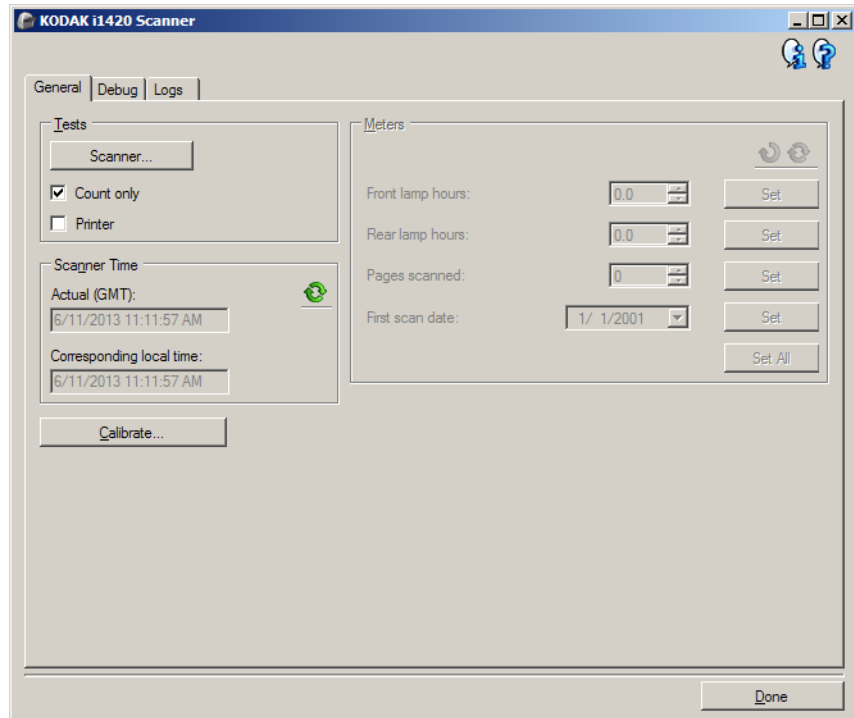 KODAK i1420 Scanner
General Debug Logs
Tests
Scanner...
Count only
Printer
Scanner Time
Actual (GMT):
6/11/2013 11:11:57 AM
Corresponding local time:
6/11/2013 11:11:57 AM
Calibrate...
Meters
Front lamp hours: 0.0 Set
Rear lamp hours: 0.0 Set
Pages scanned: 0 Set
First scan date: 1/ 1/2001 Set
Set All
Done